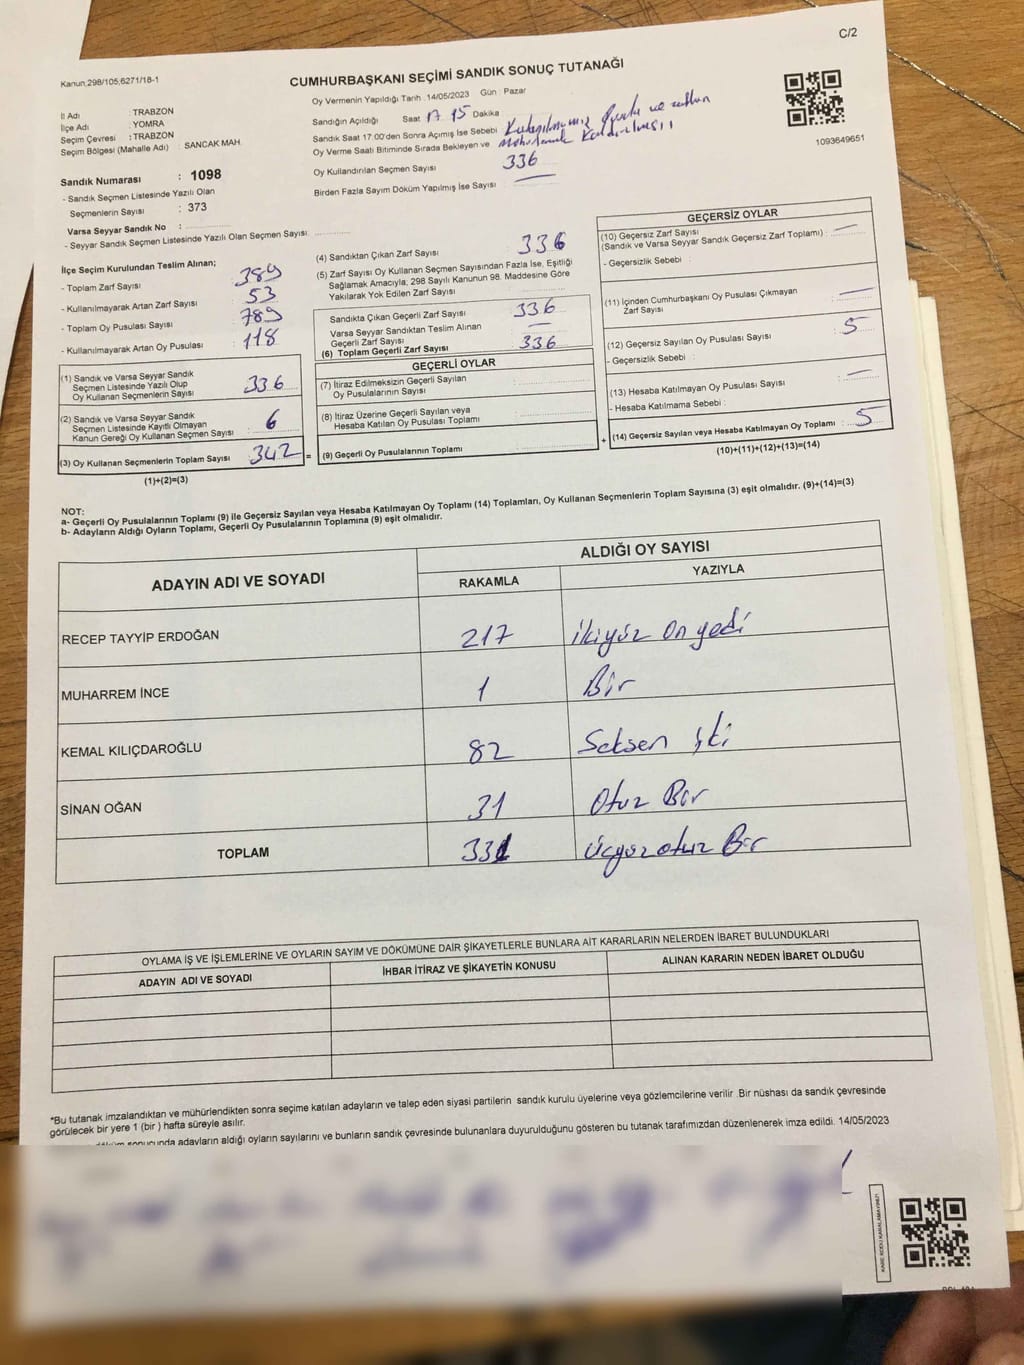 C/2
Kanun,298/105,6271/18-1
CUMHURBAŞKANI SEÇİMİ SANDIK SONUÇ TUTANAĞI
Oy Vermenin Yapıldığı Tarih : 14/05/2023 Gün : Pazar
İl Adı : TRABZON
İlçe Adı : YOMRA
Seçim Çevresi : TRABZON
Seçim Bölgesi (Mahalle Adı) : SANCAK MAH.
Sandığın Açıldığı Saat 17.15 Dakika
Sandık Saat 17:00'den Sonra Açılmış İse Sebebi
Oy Verme Saati Bitiminde Sırada Bekleyen ve
Oy Kullandırılan Seçmen Sayısı 336
Birden Fazla Sayım Döküm Yapılmış İse Sayısı : —
1093649651
Sandık Numarası : 1098
- Sandık Seçmen Listesinde Yazılı Olan
Seçmenlerin Sayısı : 373
Varsa Seyyar Sandık No :
- Seyyar Sandık Seçmen Listesinde Yazılı Olan Seçmen Sayısı:
İlçe Seçim Kurulundan Teslim Alınan;
- Toplam Zarf Sayısı : 389
- Kullanılmayarak Artan Zarf Sayısı : 53
- Toplam Oy Pusulası Sayısı : 789
- Kullanılmayarak Artan Oy Pusulası : 118
(1) Sandık ve Varsa Seyyar Sandık
Seçmen Listesinde Yazılı Olup
Oy Kullanan Seçmenlerin Sayısı : 336
(2) Sandık ve Varsa Seyyar Sandık
Seçmen Listesinde Kayıtlı Olmayan
Kanun Gereği Oy Kullanan Seçmen Sayısı : 6
(3) Oy Kullanan Seçmenlerin Toplam Sayısı : 342 =
(1)+(2)=(3)
(4) Sandıktan Çıkan Zarf Sayısı : 336
(5) Zarf Sayısı Oy Kullanan Seçmen Sayısından Fazla İse, Eşitliği
Sağlamak Amacıyla, 298 Sayılı Kanunun 98. Maddesine Göre
Yakılarak Yok Edilen Zarf Sayısı :
Sandıkta Çıkan Geçerli Zarf Sayısı : 336
Varsa Seyyar Sandıktan Teslim Alınan
Geçerli Zarf Sayısı : —
(6) Toplam Geçerli Zarf Sayısı : 336
GEÇERLİ OYLAR
(7) İtiraz Edilmeksizin Geçerli Sayılan
Oy Pusulalarının Sayısı :
(8) İtiraz Üzerine Geçerli Sayılan veya
Hesaba Katılan Oy Pusulası Toplamı :
(9) Geçerli Oy Pusulalarının Toplamı : +
GEÇERSİZ OYLAR
(10) Geçersiz Zarf Sayısı
(Sandık ve Varsa Seyyar Sandık Geçersiz Zarf Toplamı) : —
- Geçersizlik Sebebi :
(11) İçinden Cumhurbaşkanı Oy Pusulası Çıkmayan
Zarf Sayısı : —
(12) Geçersiz Sayılan Oy Pusulası Sayısı : 5
- Geçersizlik Sebebi :
(13) Hesaba Katılmayan Oy Pusulası Sayısı : —
- Hesaba Katılmama Sebebi :
(14) Geçersiz Sayılan veya Hesaba Katılmayan Oy Toplamı : 5
(10)+(11)+(12)+(13)=(14)
NOT:
a- Geçerli Oy Pusulalarının Toplamı (9) ile Geçersiz Sayılan veya Hesaba Katılmayan Oy Toplamı (14) Toplamları, Oy Kullanan Seçmenlerin Toplam Sayısına (3) eşit olmalıdır. (9)+(14)=(3)
b- Adayların Aldığı Oyların Toplamı, Geçerli Oy Pusulalarının Toplamına (9) eşit olmalıdır.
ADAYIN ADI VE SOYADI
ALDIĞI OY SAYISI
RAKAMLA YAZIYLA
RECEP TAYYİP ERDOĞAN 217 ikiyüz on yedi
MUHARREM İNCE 1 Bir
KEMAL KILIÇDAROĞLU 82 Seksen iki
SİNAN OĞAN 31 Otuz Bir
TOPLAM 331 üçyüzotuz Bir
OYLAMA İŞ VE İŞLEMLERİNE VE OYLARIN SAYIM VE DÖKÜMÜNE DAİR ŞİKAYETLERLE BUNLARA AİT KARARLARIN NELERDEN İBARET BULUNDUKLARI
ADAYIN ADI VE SOYADI İHBAR İTİRAZ VE ŞİKAYETİN KONUSU ALINAN KARARIN NEDEN İBARET OLDUĞU
*Bu tutanak imzalandıktan ve mühürlendikten sonra seçime katılan adayların ve talep eden siyasi partilerin sandık kurulu üyelerine veya gözlemcilerine verilir .Bir nüshası da sandık çevresinde
görülecek bir yere 1 (bir ) hafta süreyle asılır.
sonucunda adayların aldığı oyların sayılarını ve bunların sandık çevresinde bulunanlara duyurulduğunu gösteren bu tutanak tarafımızdan düzenlenerek imza edildi. 14/05/2023